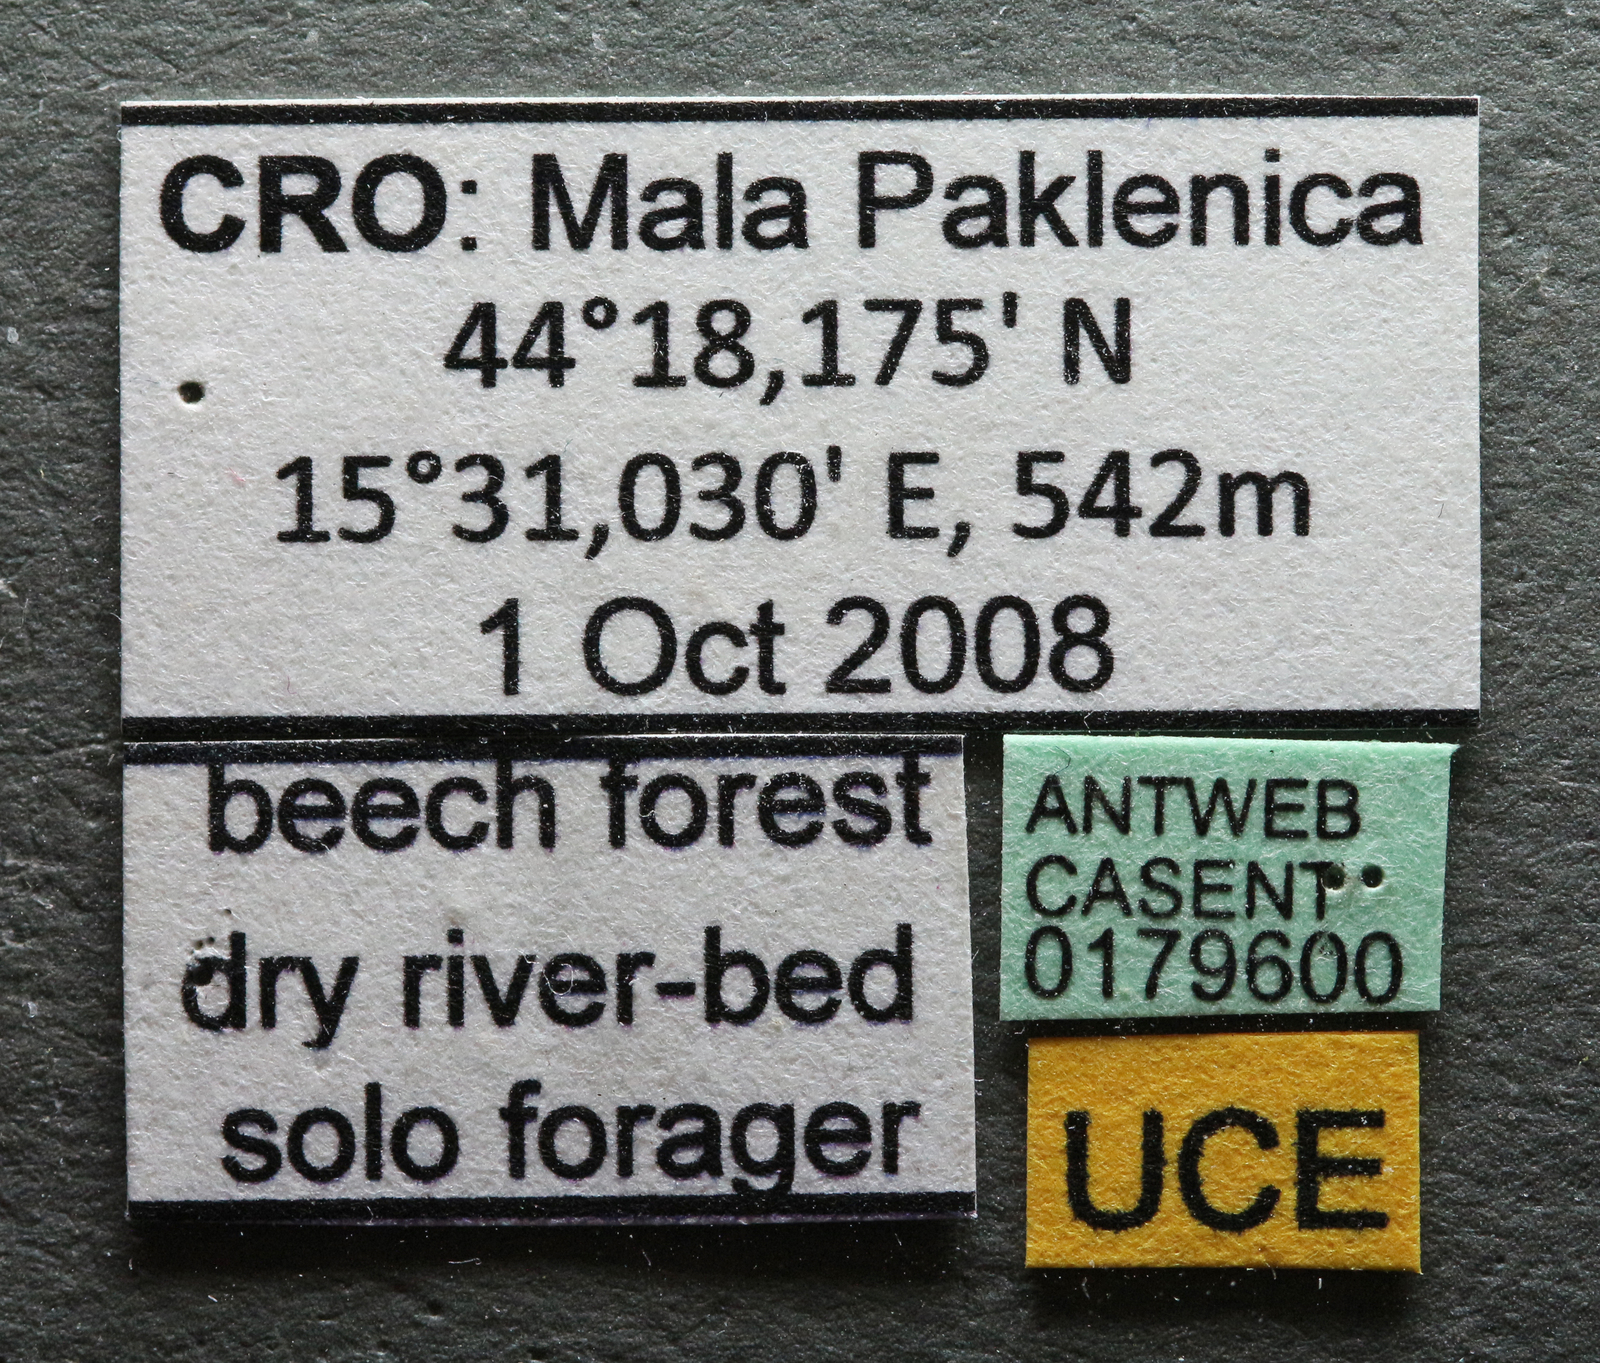 CRO: Mala Paklenica
44°18,175' N
15°31,030' E, 542m
1 Oct 2008
beech forest
dry river-bed
solo forager
ANTWEB
CASENT
0179600
UCE